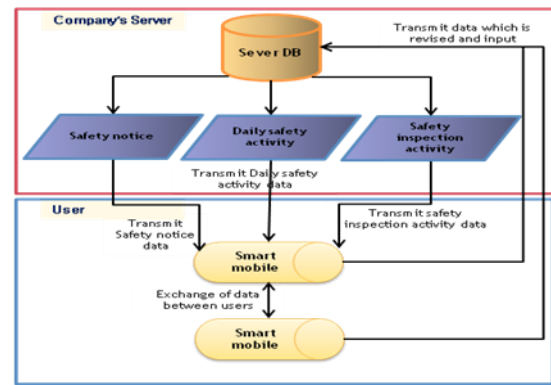 Company's Server
Transmit data which is
revised and input
Sever DB
Safety notice
Daily safety
activity
Safety
inspection
activity
Transmit Daily safety
activity data
User
Transmit
Safety notice
data
Transmit safety
inspection activity data
Smart
mobile
Exchange of data
between users
Smart
mobile